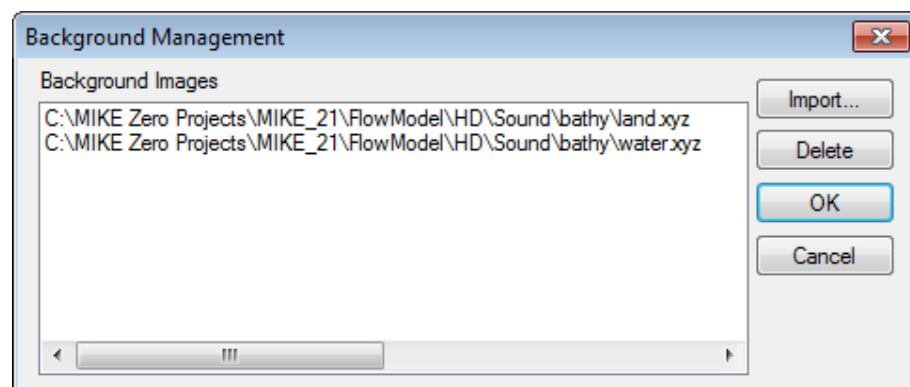 Background Management
Background Images
C:\MIKE Zero Projects\MIKE_21\FlowModel\HD\Sound\bathy\land.xyz
C:\MIKE Zero Projects\MIKE_21\FlowModel\HD\Sound\bathy\water.xyz
Import...
Delete
OK
Cancel